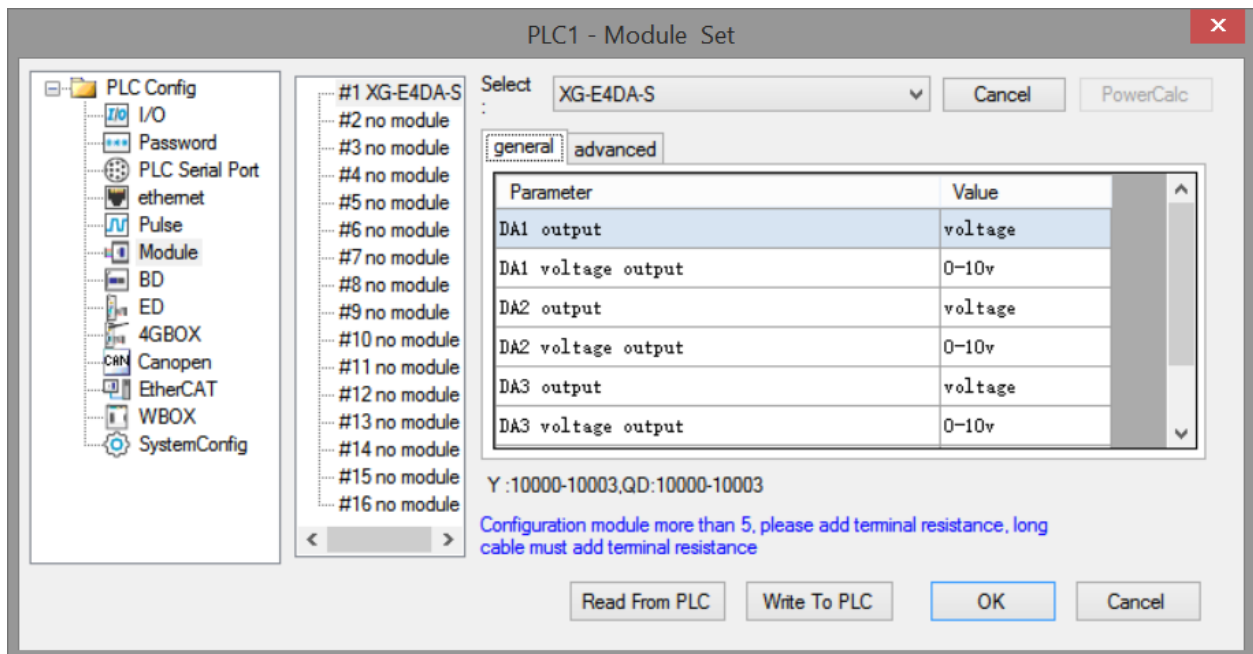 PLC1 - Module Set
PLC Config
I/O
I/O
Password
PLC Serial Port
ethernet
Pulse
Module
BD
ED
4GBOX
CAN
Canopen
EtherCAT
WBOX
SystemConfig
#1 XG-E4DA-S
#2 no module
#3 no module
#4 no module
#5 no module
#6 no module
#7 no module
#8 no module
#9 no module
#10 no module
#11 no module
#12 no module
#13 no module
#14 no module
#15 no module
#16 no module
Select : XG-E4DA-S Cancel PowerCalc
general advanced
Parameter Value
DA1 output voltage
DA1 voltage output 0-10v
DA2 output voltage
DA2 voltage output 0-10v
DA3 output voltage
DA3 voltage output 0-10v
Y :10000-10003,QD:10000-10003
Configuration module more than 5, please add terminal resistance, long
cable must add terminal resistance
Read From PLC Write To PLC OK Cancel